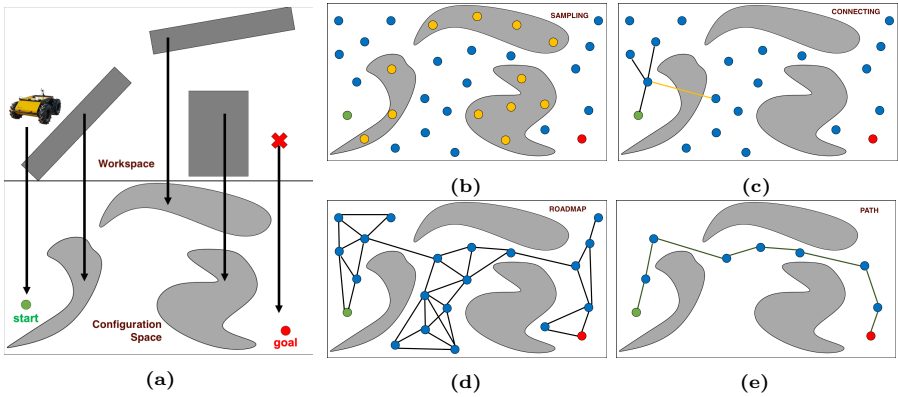 Workspace
start
Configuration
Space
goal
(a)
SAMPLING
(b)
CONNECTING
(c)
ROADMAP
(d)
PATH
(e)